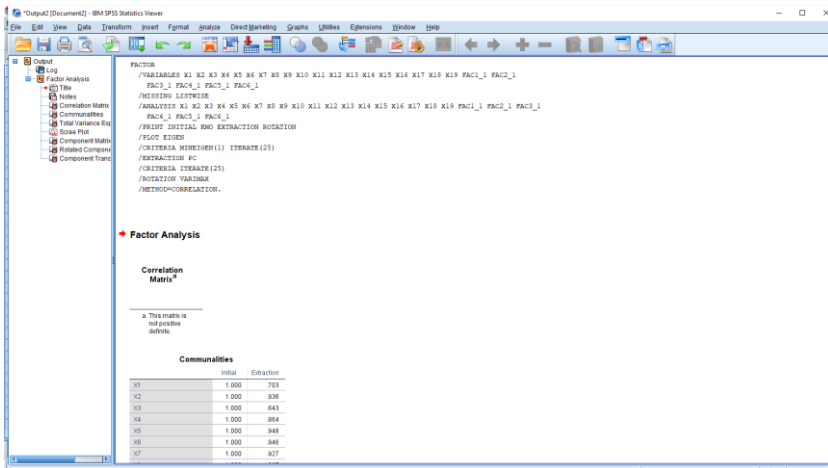 *Output2 [Document2] - IBM SPSS Statistics Viewer
File Edit View Data Transform Insert Format Analyze Direct Marketing Graphs Utilities Extensions Window Help
Output
Log
Factor Analysis
Title
Notes
Correlation Matrix
Communalities
Total Variance Exp
Scree Plot
Component Matrix
Rotated Compone
Component Trans
FACTOR
/VARIABLES X1 X2 X3 X4 X5 X6 X7 X8 X9 X10 X11 X12 X13 X14 X15 X16 X17 X18 X19 FAC1_1 FAC2_1
FAC3_1 FAC4_1 FAC5_1 FAC6_1
/MISSING LISTWISE
/ANALYSIS X1 X2 X3 X4 X5 X6 X7 X8 X9 X10 X11 X12 X13 X14 X15 X16 X17 X18 X19 FAC1_1 FAC2_1 FAC3_1
FAC4_1 FAC5_1 FAC6_1
/PRINT INITIAL KMO EXTRACTION ROTATION
/PLOT EIGEN
/CRITERIA MINEIGEN(1) ITERATE(25)
/EXTRACTION PC
/CRITERIA ITERATE(25)
/ROTATION VARIMAX
/METHOD=CORRELATION.
Factor Analysis
Correlation
Matrix^a
a. This matrix is
not positive
definite.
Communalities
Initial Extraction
X1 1.000 .703
X2 1.000 .936
X3 1.000 .643
X4 1.000 .864
X5 1.000 .948
X6 1.000 .946
X7 1.000 .927